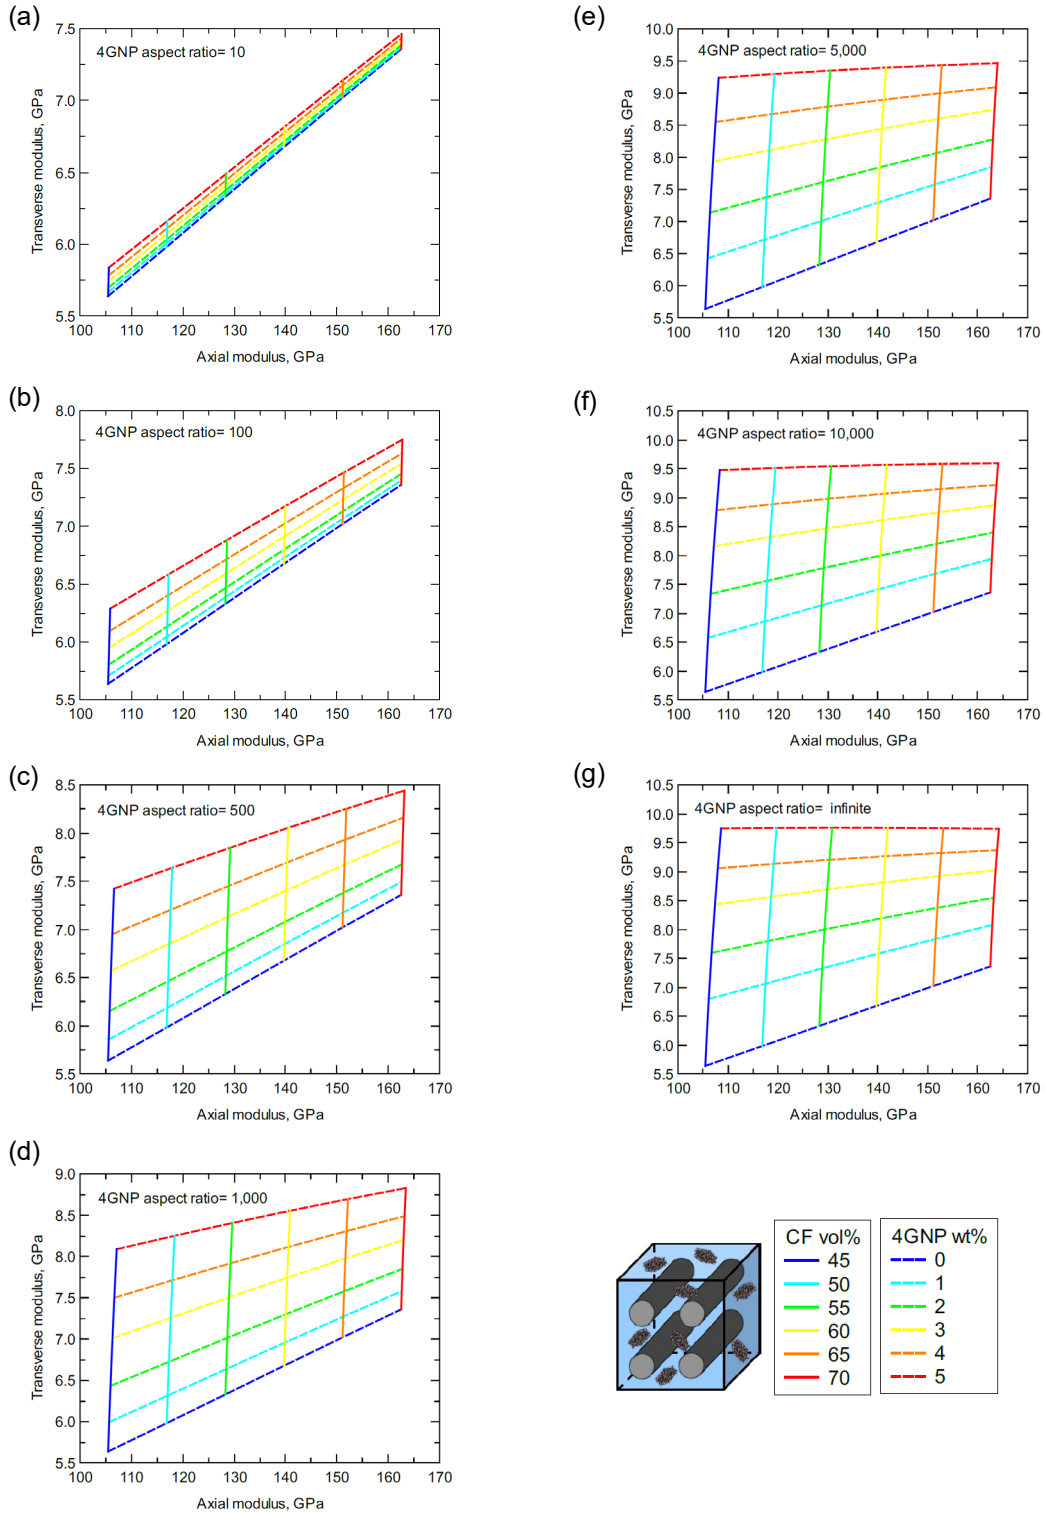 (a)
7.5
7.0
6.5
6.0
5.5
Transverse modulus, GPa
4GNP aspect ratio= 10
100 110 120 130 140 150 160 170
Axial modulus, GPa
(b)
8.0
7.5
7.0
6.5
6.0
5.5
Transverse modulus, GPa
4GNP aspect ratio= 100
100 110 120 130 140 150 160 170
Axial modulus, GPa
(c)
8.5
8.0
7.5
7.0
6.5
6.0
5.5
Transverse modulus, GPa
4GNP aspect ratio= 500
100 110 120 130 140 150 160 170
Axial modulus, GPa
(d)
9.0
8.5
8.0
7.5
7.0
6.5
6.0
5.5
Transverse modulus, GPa
4GNP aspect ratio= 1,000
100 110 120 130 140 150 160 170
Axial modulus, GPa
(e)
10.0
9.5
9.0
8.5
8.0
7.5
7.0
6.5
6.0
5.5
Transverse modulus, GPa
4GNP aspect ratio= 5,000
100 110 120 130 140 150 160 170
Axial modulus, GPa
(f)
10.5
10.0
9.5
9.0
8.5
8.0
7.5
7.0
6.5
6.0
5.5
Transverse modulus, GPa
4GNP aspect ratio= 10,000
100 110 120 130 140 150 160 170
Axial modulus, GPa
(g)
10.5
10.0
9.5
9.0
8.5
8.0
7.5
7.0
6.5
6.0
5.5
Transverse modulus, GPa
4GNP aspect ratio= infinite
100 110 120 130 140 150 160 170
Axial modulus, GPa
CF vol%
45
50
55
60
65
70
4GNP wt%
0
1
2
3
4
5